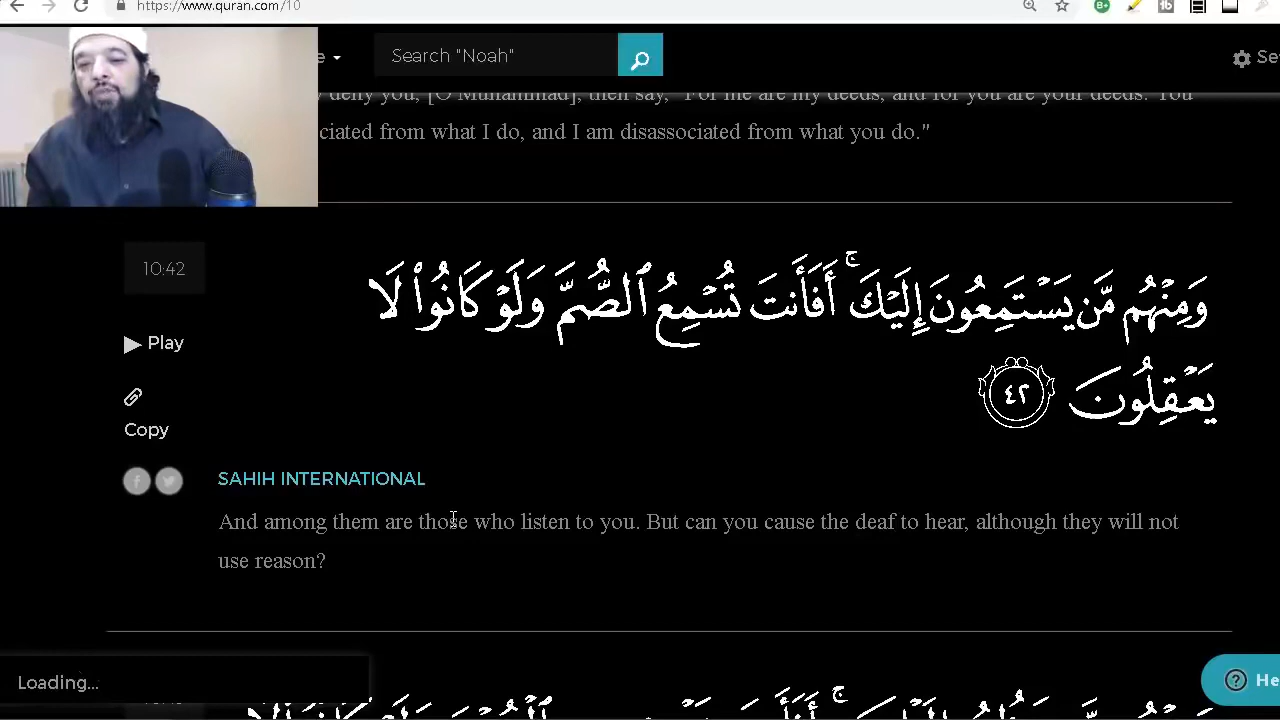 https://www.quran.com/10
Search "Noah"
deny you, [O Muhammad], then say, "For me are my deeds, and for you are your deeds. You
ciated from what I do, and I am disassociated from what you do."
10:42
وَمِنْهُم مَّن يَسْتَمِعُونَ إِلَيْكَ ۚ أَفَأَنتَ تُسْمِعُ ٱلصُّمَّ وَلَوْ كَانُوا۟ لَا
يَعْقِلُونَ ٤٢
Play
Copy
SAHIH INTERNATIONAL
And among them are those who listen to you. But can you cause the deaf to hear, although they will not
use reason?
Loading...